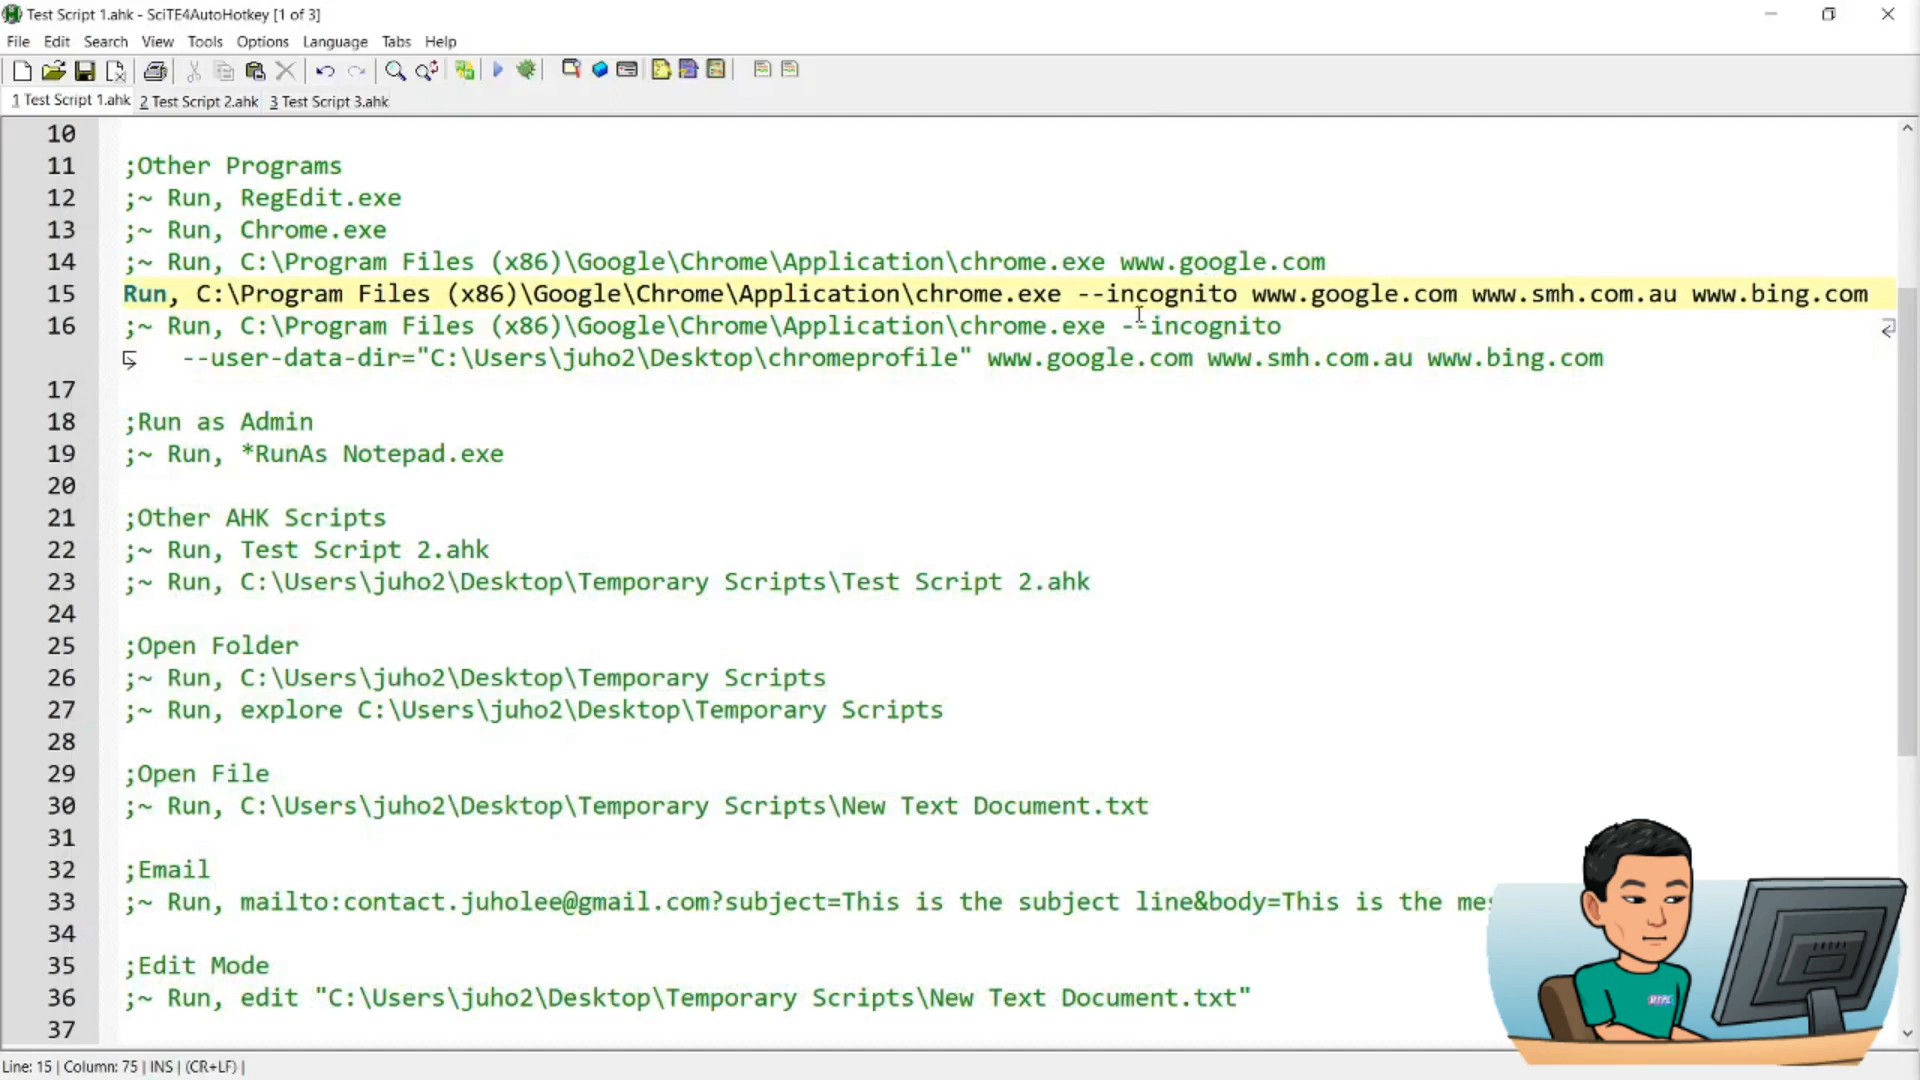 Test Script 1.ahk - SciTE4AutoHotkey [1 of 3]
File Edit Search View Tools Options Language Tabs Help
1 Test Script 1.ahk 2 Test Script 2.ahk 3 Test Script 3.ahk
10
11 ;Other Programs
12 ;~ Run, RegEdit.exe
13 ;~ Run, Chrome.exe
14 ;~ Run, C:\Program Files (x86)\Google\Chrome\Application\chrome.exe www.google.com
15 Run, C:\Program Files (x86)\Google\Chrome\Application\chrome.exe --incognito www.google.com www.smh.com.au www.bing.com
16 ;~ Run, C:\Program Files (x86)\Google\Chrome\Application\chrome.exe --incognito
--user-data-dir="C:\Users\juho2\Desktop\chromeprofile" www.google.com www.smh.com.au www.bing.com
17
18 ;Run as Admin
19 ;~ Run, *RunAs Notepad.exe
20
21 ;Other AHK Scripts
22 ;~ Run, Test Script 2.ahk
23 ;~ Run, C:\Users\juho2\Desktop\Temporary Scripts\Test Script 2.ahk
24
25 ;Open Folder
26 ;~ Run, C:\Users\juho2\Desktop\Temporary Scripts
27 ;~ Run, explore C:\Users\juho2\Desktop\Temporary Scripts
28
29 ;Open File
30 ;~ Run, C:\Users\juho2\Desktop\Temporary Scripts\New Text Document.txt
31
32 ;Email
33 ;~ Run, mailto:contact.juholee@gmail.com?subject=This is the subject line&body=This is the mes
34
35 ;Edit Mode
36 ;~ Run, edit "C:\Users\juho2\Desktop\Temporary Scripts\New Text Document.txt"
37
Line: 15 | Column: 75 | INS | (CR+LF) |